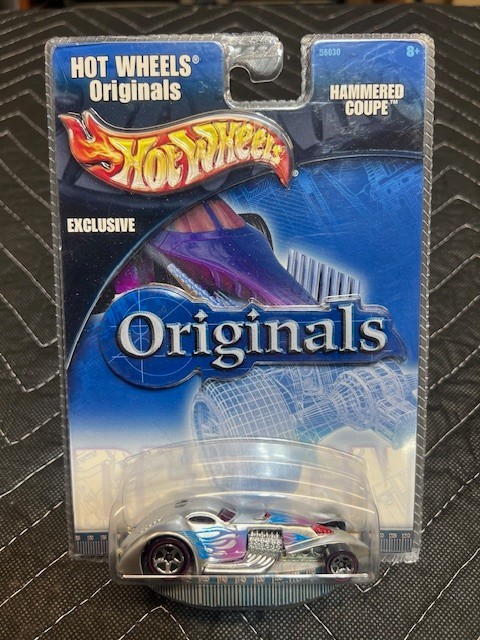 HOT WHEELS®
Originals
56030
8+
HAMMERED
COUPE™
Hot Wheels®
EXCLUSIVE
Originals